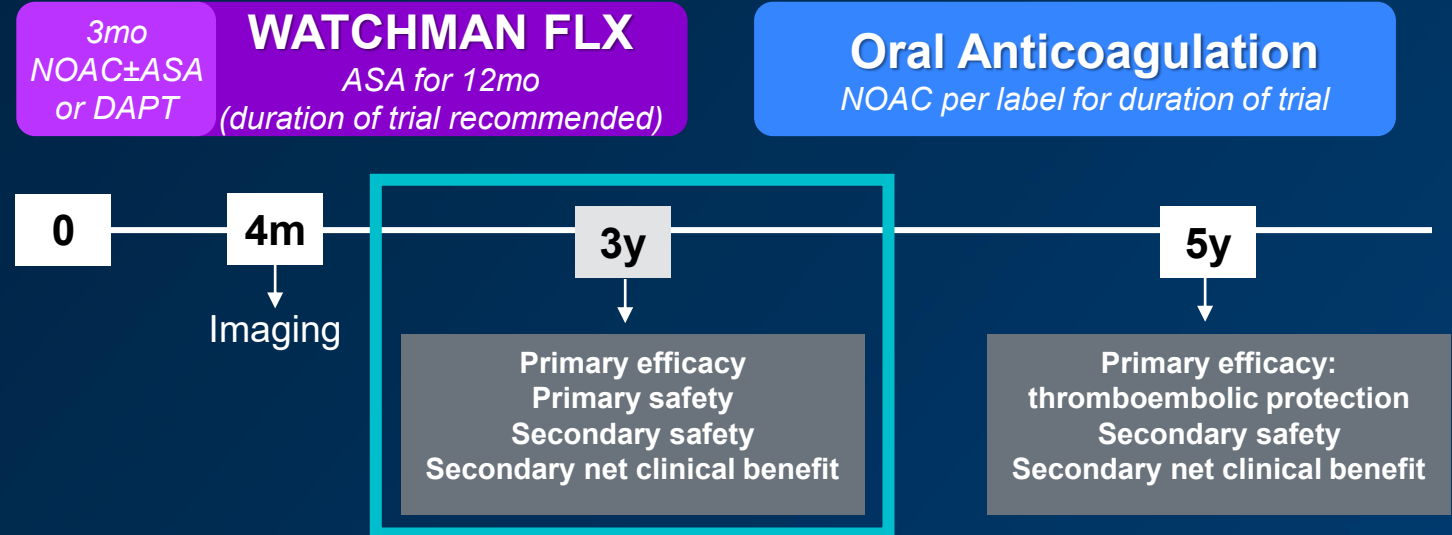 3mo
NOAC±ASA
or DAPT
WATCHMAN FLX
ASA for 12mo
(duration of trial recommended)
Oral Anticoagulation
NOAC per label for duration of trial
0
4m
3y
5y
Imaging
Primary efficacy
Primary safety
Secondary safety
Secondary net clinical benefit
Primary efficacy:
thromboembolic protection
Secondary safety
Secondary net clinical benefit